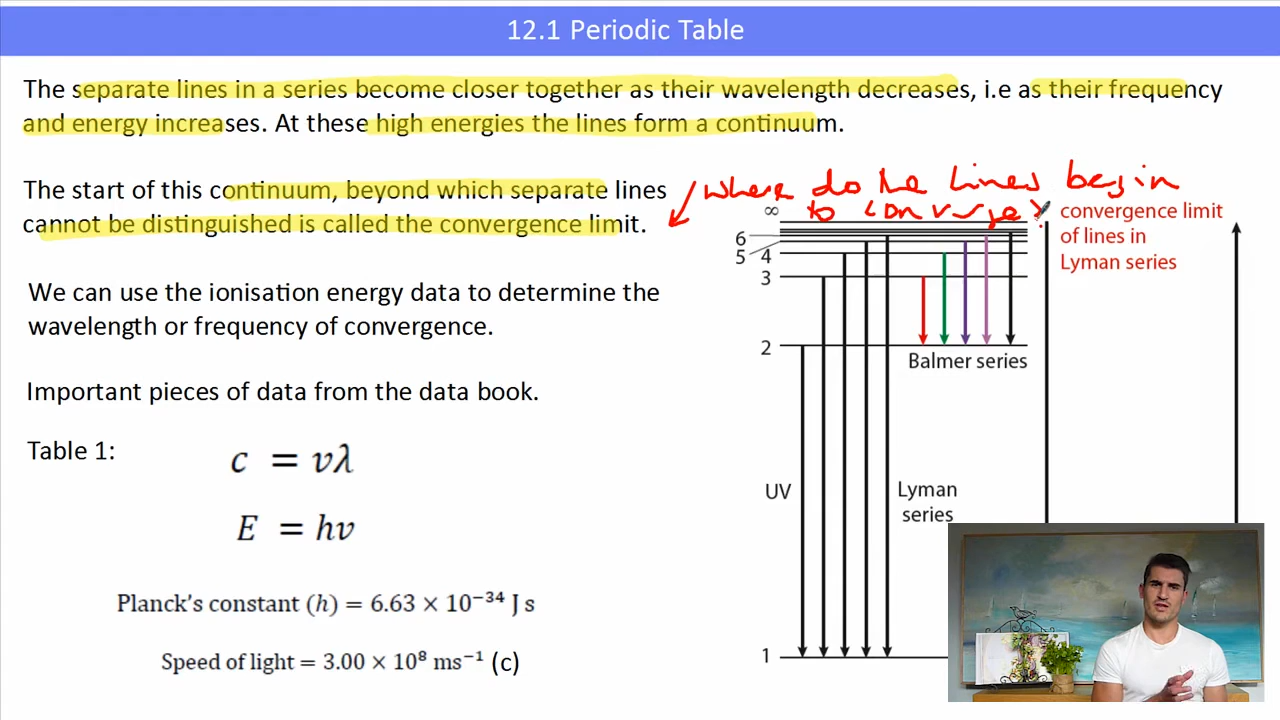 12.1 Periodic Table
The separate lines in a series become closer together as their wavelength decreases, i.e as their frequency
and energy increases. At these high energies the lines form a continuum.
The start of this continuum, beyond which separate lines
cannot be distinguished is called the convergence limit.
where do the lines begin
to converge?
We can use the ionisation energy data to determine the
wavelength or frequency of convergence.
Important pieces of data from the data book.
Table 1:
c = νλ
E = hν
Planck's constant (h) = 6.63 × 10⁻³⁴ J s
Speed of light = 3.00 × 10⁸ ms⁻¹ (c)
∞
6
5 4
3
2
1
convergence limit
of lines in
Lyman series
Balmer series
UV
Lyman
series